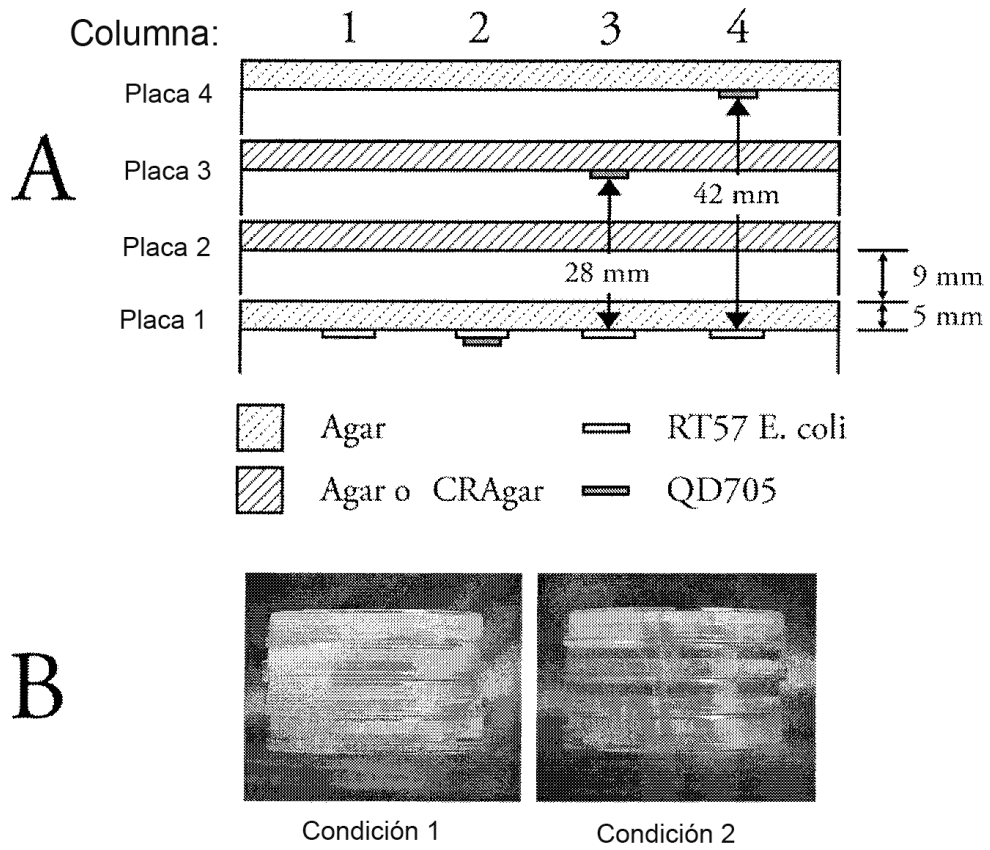 Columna: 1 2 3 4
A
Placa 4
Placa 3
42 mm
Placa 2
28 mm
9 mm
Placa 1
5 mm
Agar
RT57 E. coli
Agar o CRAgar
QD705
B
Condición 1
Condición 2